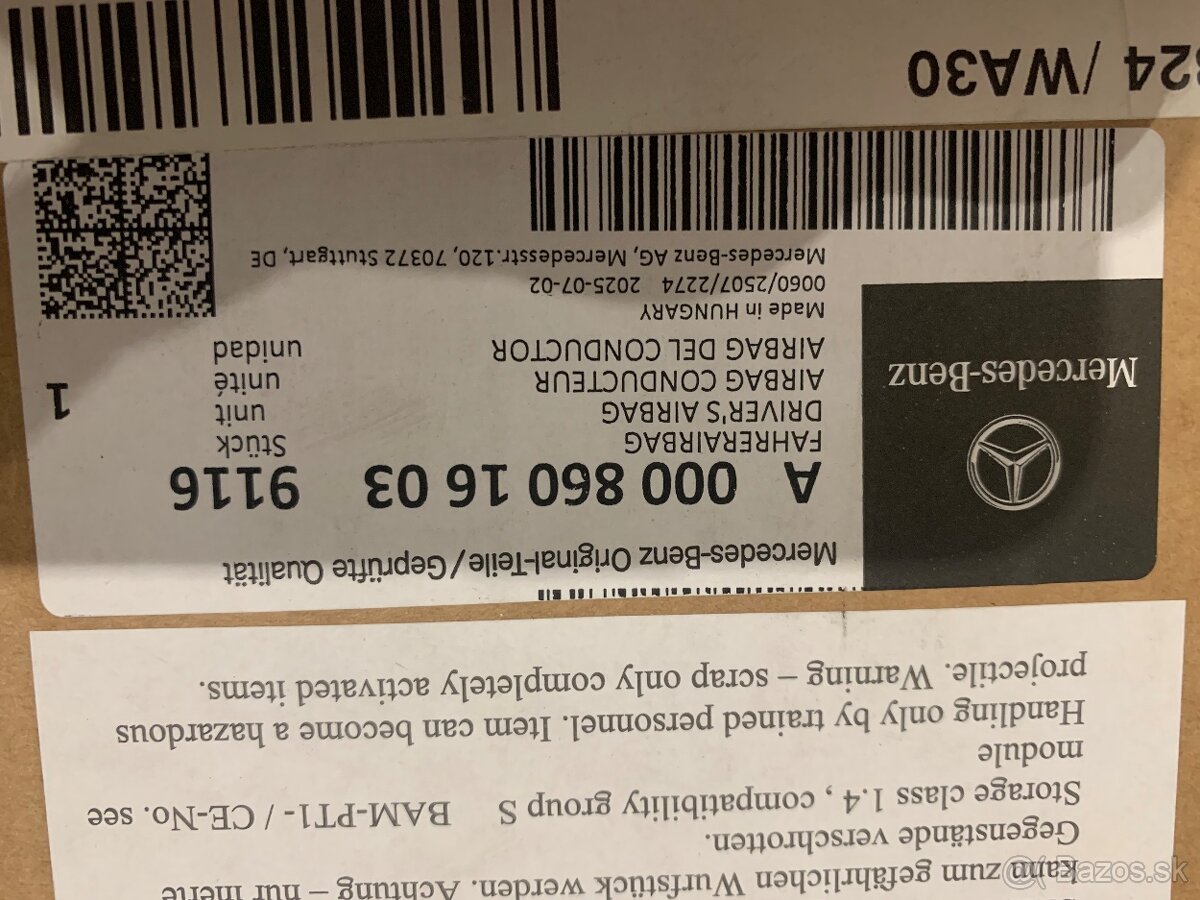 Kann zum gefährlichen Wurfstück werden. Achtung – nur inerte
Gegenstände verschrotten.
Storage class 1.4 , compatibility group S BAM-PT1- / CE-No. see
module
Handling only by trained personnel. Item can become a hazardous
projectile. Warning – scrap only completely activated items.
Mercedes-Benz Original-Teile/Geprüfte Qualität
A 000 860 16 03 9116
FAHRERAIRBAG Stück
DRIVER'S AIRBAG unit
AIRBAG CONDUCTEUR unité 1
AIRBAG DEL CONDUCTOR unidad
Made in HUNGARY
0060/2507/2274 2025-07-02
Mercedes-Benz AG, Mercedesstr.120, 70372 Stuttgart, DE
Mercedes-Benz
24 / WA30
Bazos.sk